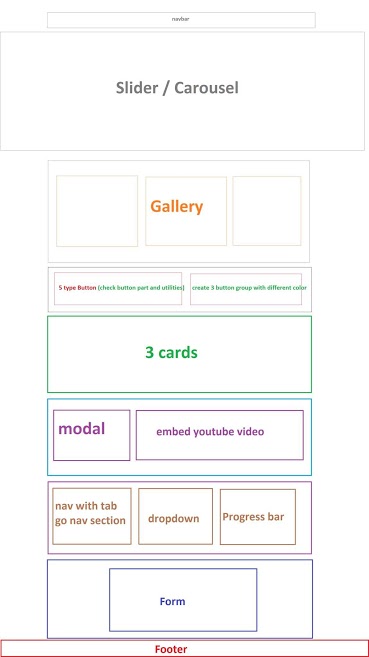 navbar
Slider / Carousel
Gallery
5 type Button (check button part and utilities)
create 3 button group with different color
3 cards
modal
embed youtube video
nav with tab
go nav section
dropdown
Progress bar
Form
Footer